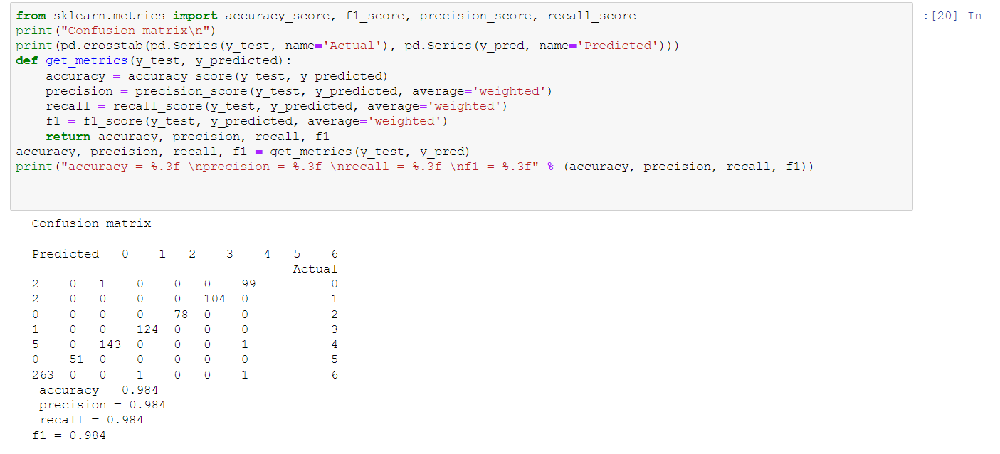 from sklearn.metrics import accuracy_score, f1_score, precision_score, recall_score
:[20] In
print("Confusion matrix\n")
print(pd.crosstab(pd.Series(y_test, name='Actual'), pd.Series(y_pred, name='Predicted')))
def get_metrics(y_test, y_predicted):
    accuracy = accuracy_score(y_test, y_predicted)
    precision = precision_score(y_test, y_predicted, average='weighted')
    recall = recall_score(y_test, y_predicted, average='weighted')
    f1 = f1_score(y_test, y_predicted, average='weighted')
    return accuracy, precision, recall, f1
accuracy, precision, recall, f1 = get_metrics(y_test, y_pred)
print("accuracy = %.3f \nprecision = %.3f \nrecall = %.3f \nf1 = %.3f" % (accuracy, precision, recall, f1))
Confusion matrix
Predicted 0 1 2 3 4 5 6
Actual
2 0 1 0 0 0 99 0
2 0 0 0 0 104 0 1
0 0 0 0 78 0 0 2
1 0 0 124 0 0 0 3
5 0 143 0 0 0 1 4
0 51 0 0 0 0 0 5
263 0 0 1 0 0 1 6
accuracy = 0.984
precision = 0.984
recall = 0.984
f1 = 0.984